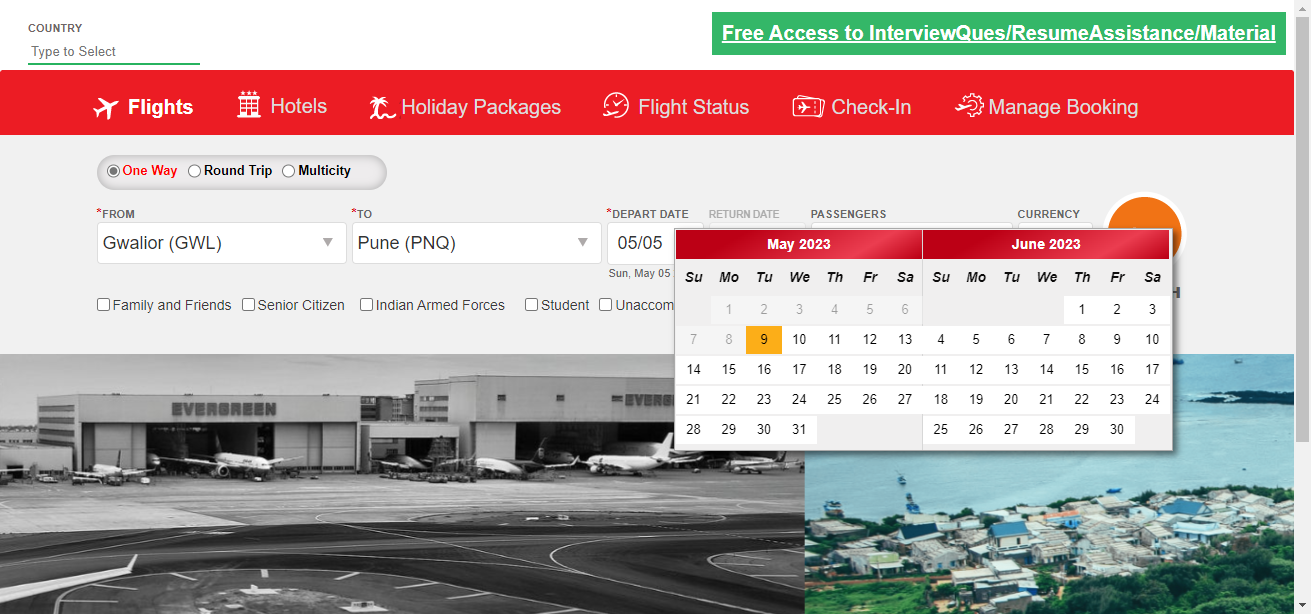 COUNTRY
Type to Select
Free Access to InterviewQues/ResumeAssistance/Material
Flights
Hotels
Holiday Packages
Flight Status
Check-In
Manage Booking
One Way
Round Trip
Multicity
*FROM
*TO
*DEPART DATE
RETURN DATE
PASSENGERS
CURRENCY
Gwalior (GWL)
Pune (PNQ)
05/05
Sun, May 05
Family and Friends
Senior Citizen
Indian Armed Forces
Student
Unaccom
May 2023
Su Mo Tu We Th Fr Sa
1 2 3 4 5 6
7 8 9 10 11 12 13
14 15 16 17 18 19 20
21 22 23 24 25 26 27
28 29 30 31
June 2023
Su Mo Tu We Th Fr Sa
1 2 3
4 5 6 7 8 9 10
11 12 13 14 15 16 17
18 19 20 21 22 23 24
25 26 27 28 29 30
H
EVERGREEN
EVERG